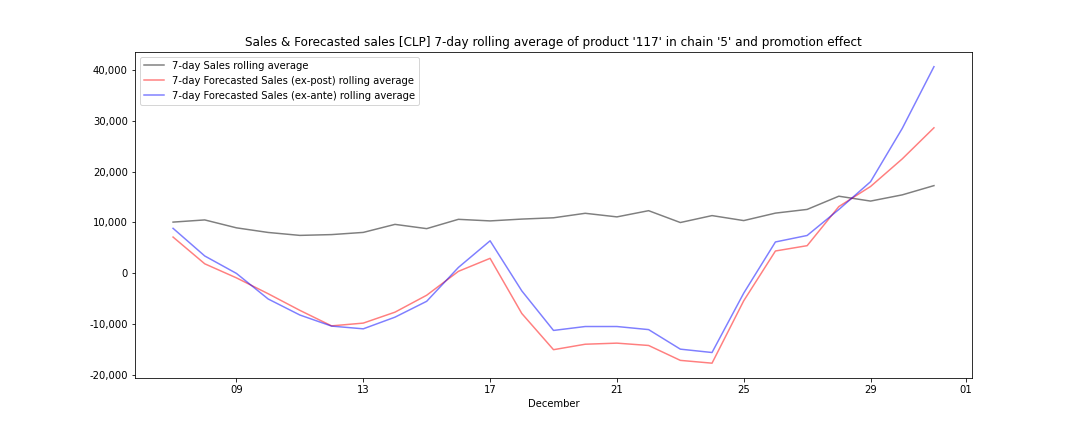 Sales & Forecasted sales [CLP] 7-day rolling average of product '117' in chain '5' and promotion effect
7-day Sales rolling average
7-day Forecasted Sales (ex-post) rolling average
7-day Forecasted Sales (ex-ante) rolling average
40,000
30,000
20,000
10,000
0
-10,000
-20,000
09 13 17 21 25 29 01
December